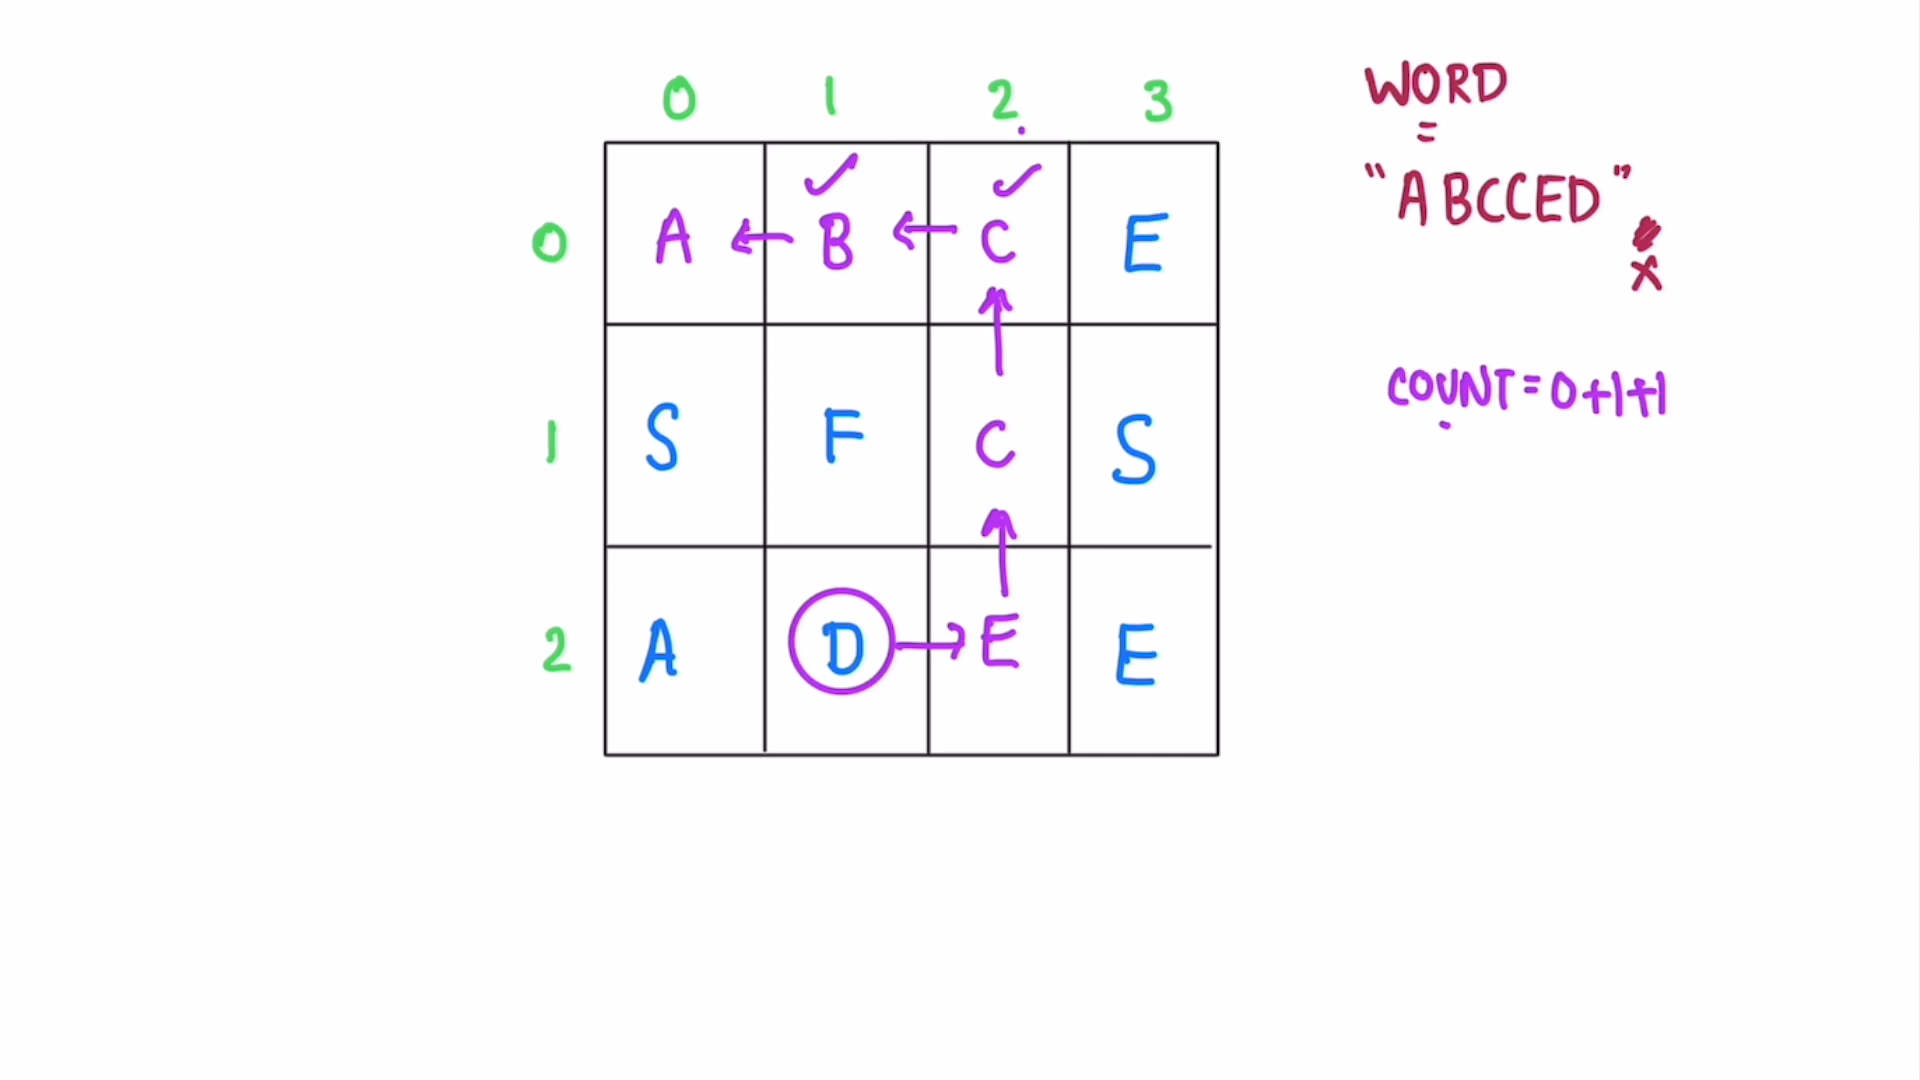 0 1 2 3
0 A B C E
1 S F C S
2 A D E E
WORD
=
"ABCCED"
x
COUNT=0+1+1